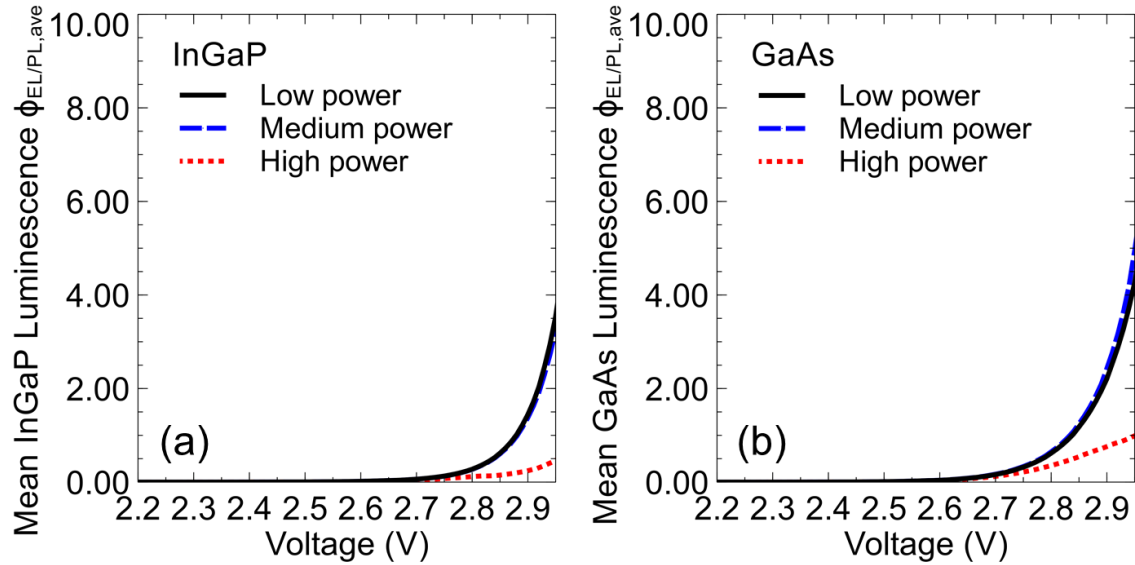 Mean InGaP Luminescence ϕEL/PL,ave
10.00
8.00
6.00
4.00
2.00
0.00
InGaP
Low power
Medium power
High power
(a)
2.2 2.3 2.4 2.5 2.6 2.7 2.8 2.9
Voltage (V)
Mean GaAs Luminescence ϕEL/PL,ave
10.00
8.00
6.00
4.00
2.00
0.00
GaAs
Low power
Medium power
High power
(b)
2.2 2.3 2.4 2.5 2.6 2.7 2.8 2.9
Voltage (V)